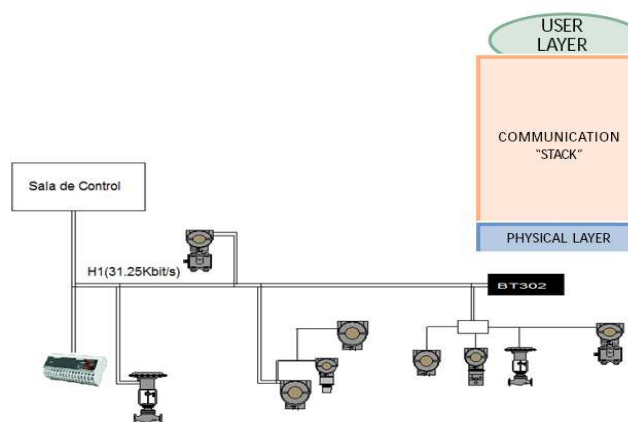 USER
LAYER
COMMUNICATION
"STACK"
PHYSICAL LAYER
Sala de Control
H1(31.25Kbit/s)
BT302